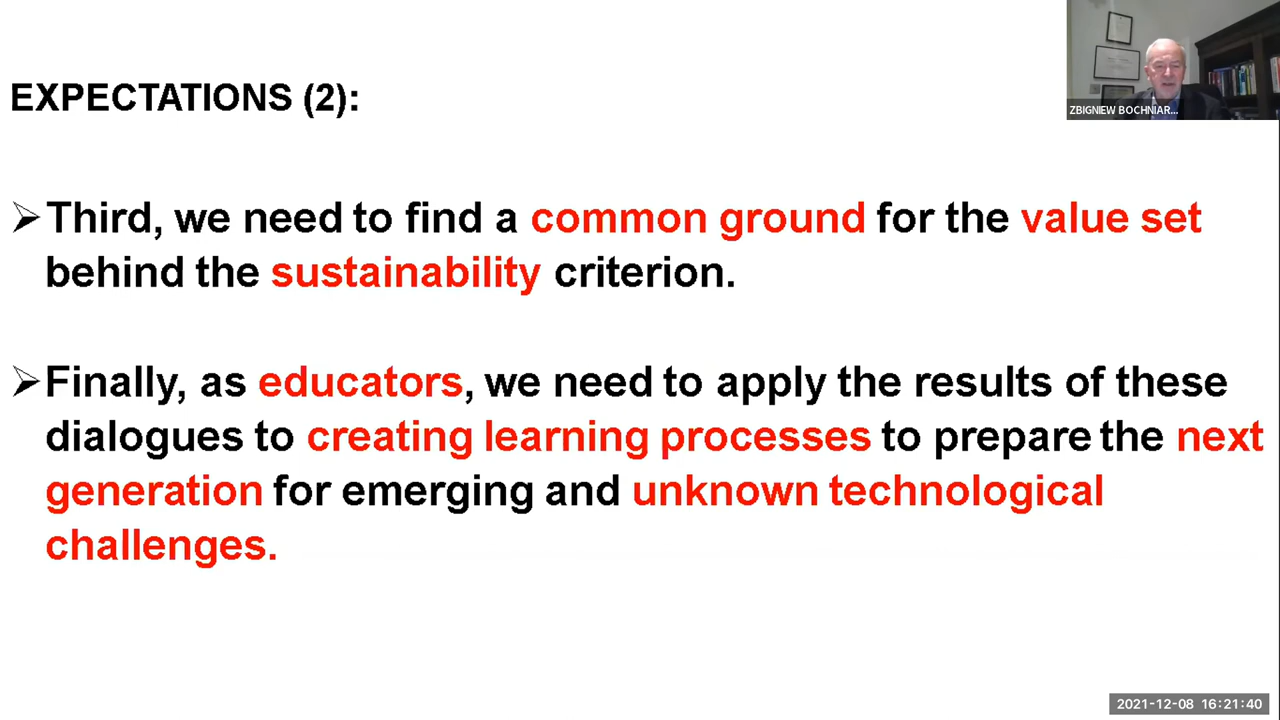 EXPECTATIONS (2):
ZBIGNIEW BOCHNIAR...
➢Third, we need to find a common ground for the value set
behind the sustainability criterion.
➢Finally, as educators, we need to apply the results of these
dialogues to creating learning processes to prepare the next
generation for emerging and unknown technological
challenges.
2021-12-08 16:21:40